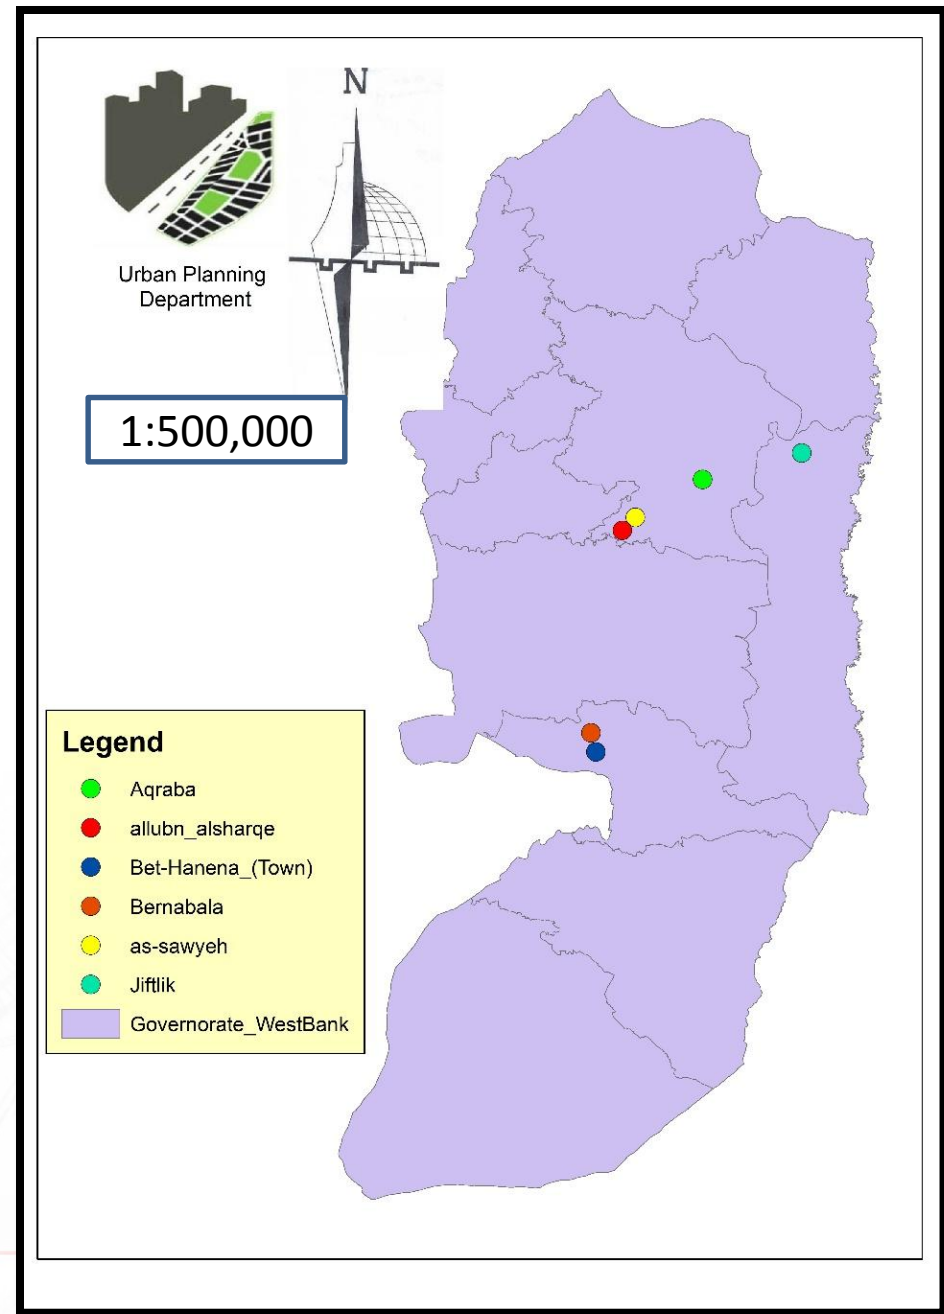 N
Urban Planning
Department
1:500,000
Legend
Aqraba
allubn_alsharqe
Bet-Hanena_(Town)
Bernabala
as-sawyeh
Jiftlik
Governorate_WestBank